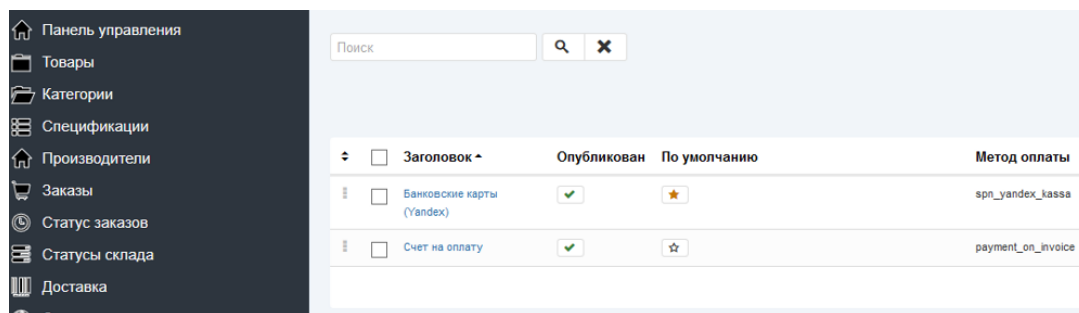 Панель управления
Товары
Категории
Спецификации
Производители
Заказы
Статус заказов
Статусы склада
Доставка
Поиск
Заголовок Опубликован По умолчанию Метод оплаты
Банковские карты spn_yandex_kassa
(Yandex)
Счет на оплату payment_on_invoice